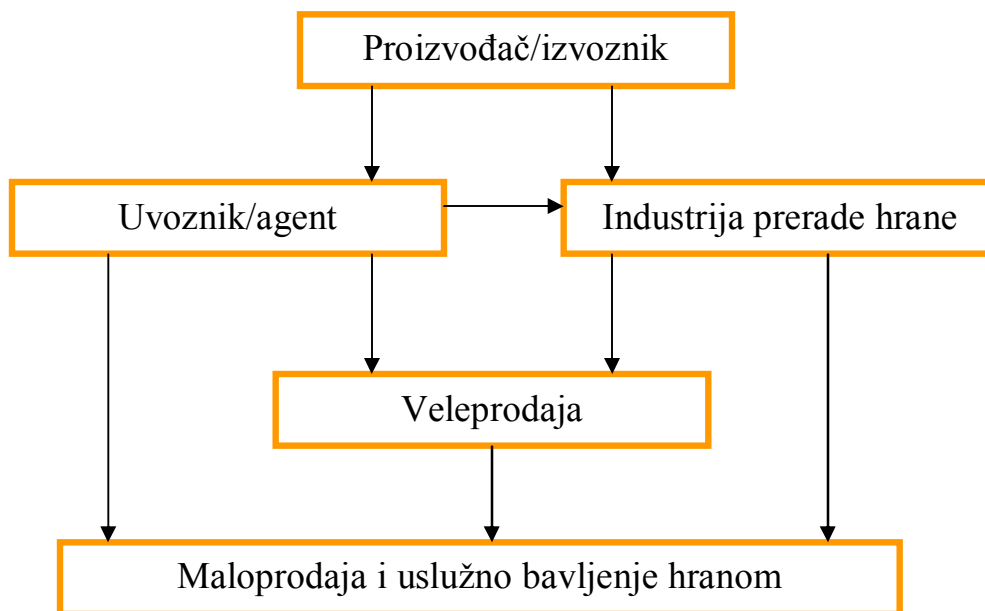 Proizvođač/izvoznik
Uvoznik/agent
Industrija prerade hrane
Veleprodaja
Maloprodaja i uslužno bavljenje hranom